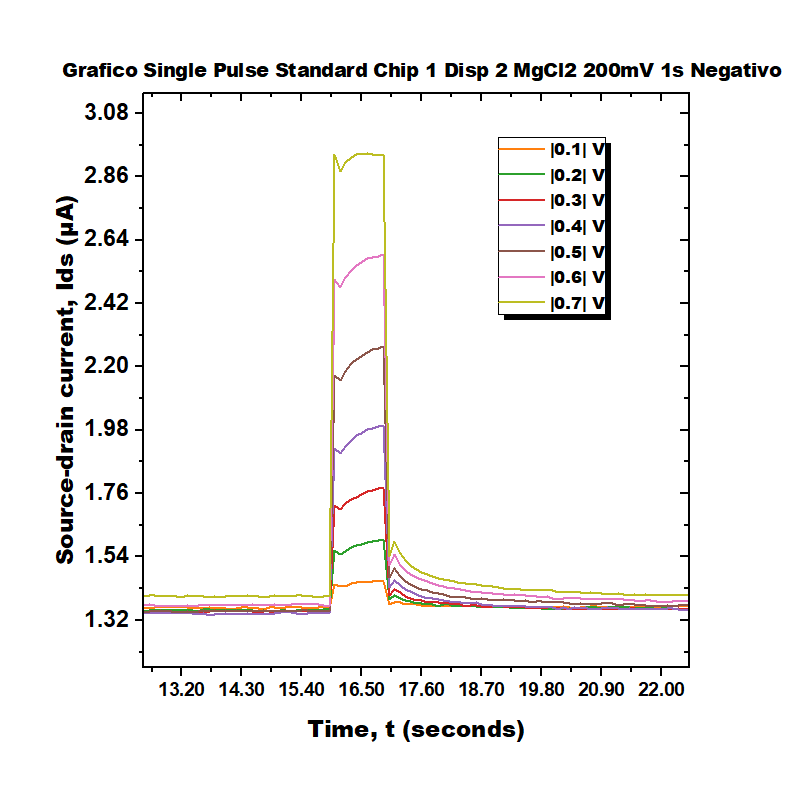 Grafico Single Pulse Standard Chip 1 Disp 2 MgCl2 200mV 1s Negativo
3.08
2.86
2.64
2.42
2.20
1.98
1.76
1.54
1.32
Source-drain current, Ids (µA)
|0.1| V
|0.2| V
|0.3| V
|0.4| V
|0.5| V
|0.6| V
|0.7| V
13.20 14.30 15.40 16.50 17.60 18.70 19.80 20.90 22.00
Time, t (seconds)